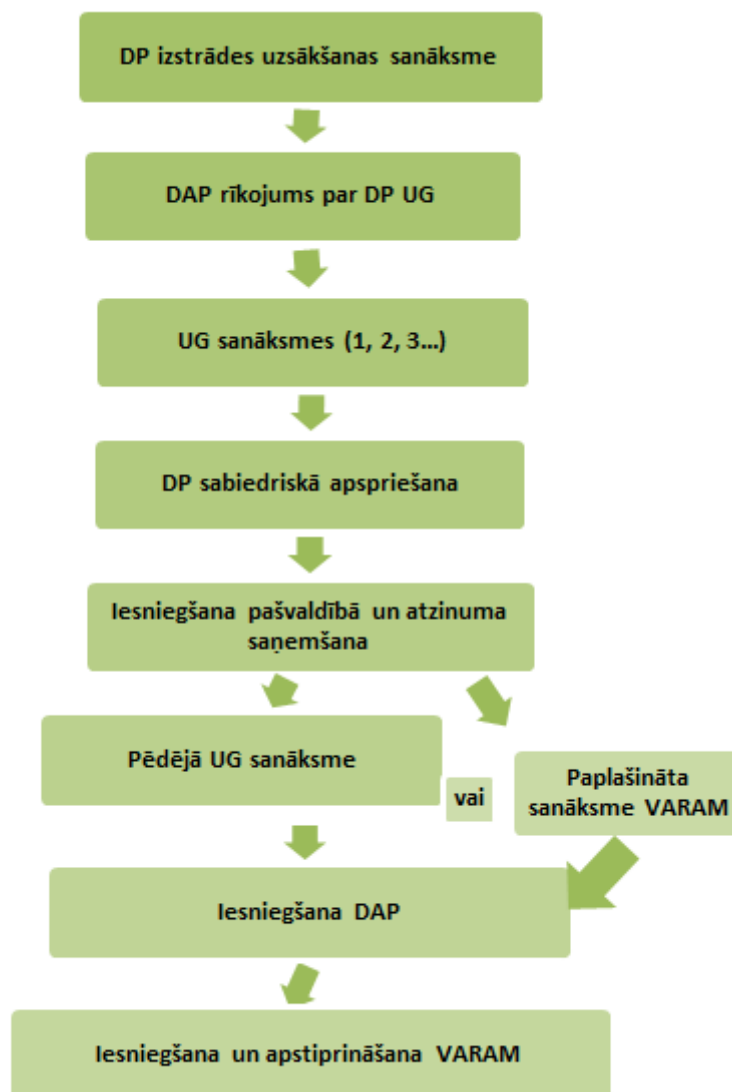 DP izstrādes uzsākšanas sanāksme
DAP rīkojums par DP UG
UG sanāksmes (1, 2, 3...)
DP sabiedriskā apspriešana
Iesniegšana pašvaldībā un atzinuma
saņemšana
Pēdējā UG sanāksme
vai
Paplašināta
sanāksme VARAM
Iesniegšana DAP
Iesniegšana un apstiprināšana VARAM